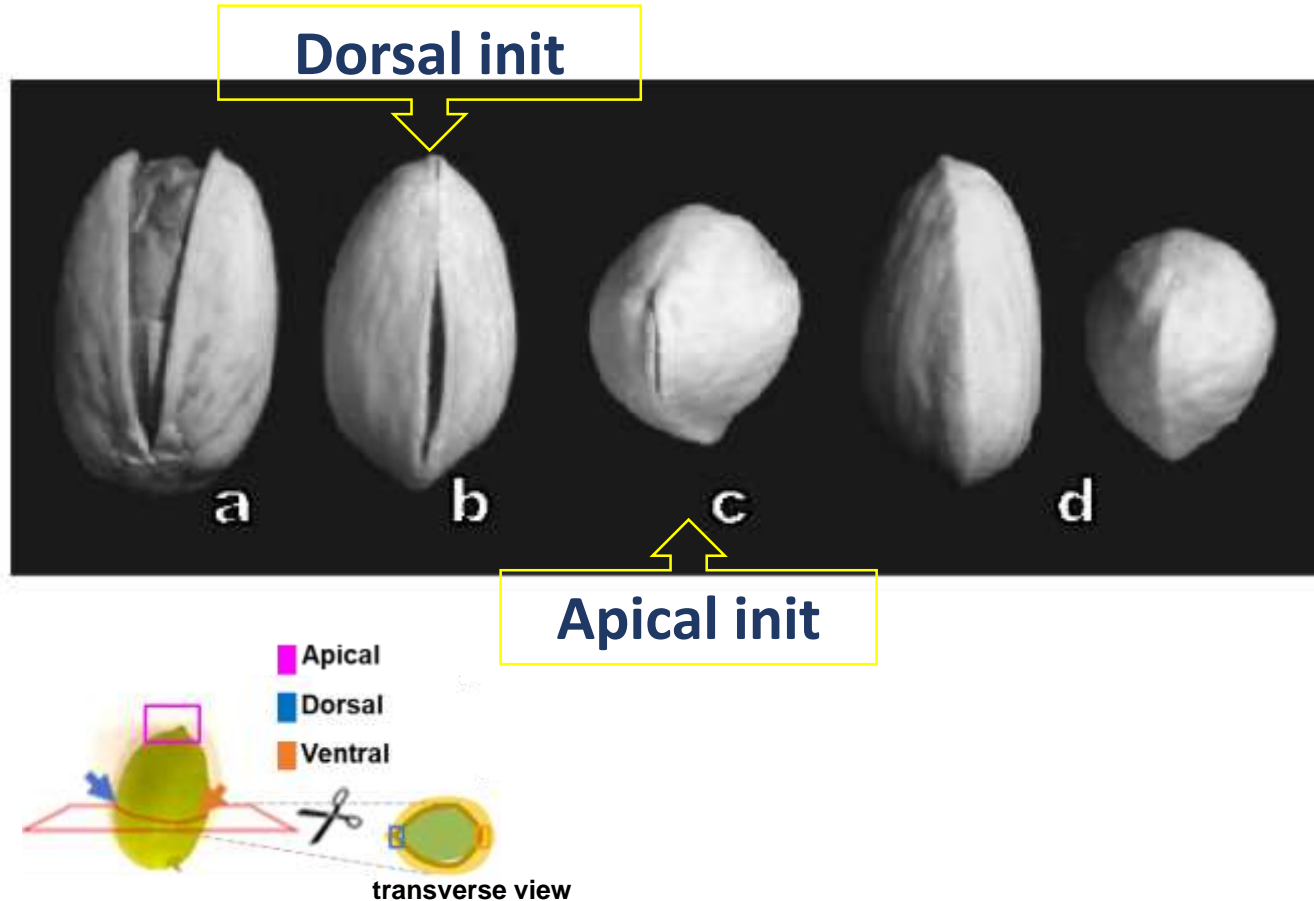 Dorsal init
a
b
c
d
Apical init
Apical
Dorsal
Ventral
transverse view